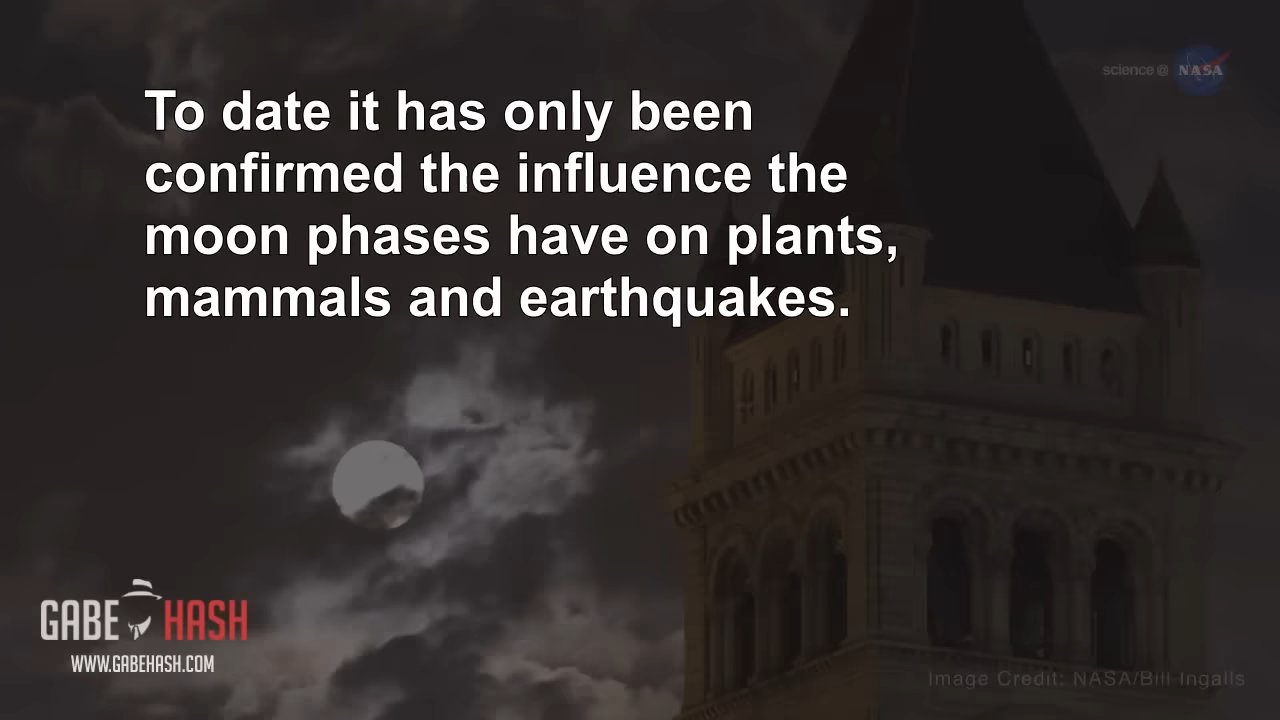 science@ NASA
To date it has only been
confirmed the influence the
moon phases have on plants,
mammals and earthquakes.
GABE HASH
WWW.GABEHASH.COM
Image Credit: NASA/Bill Ingalls